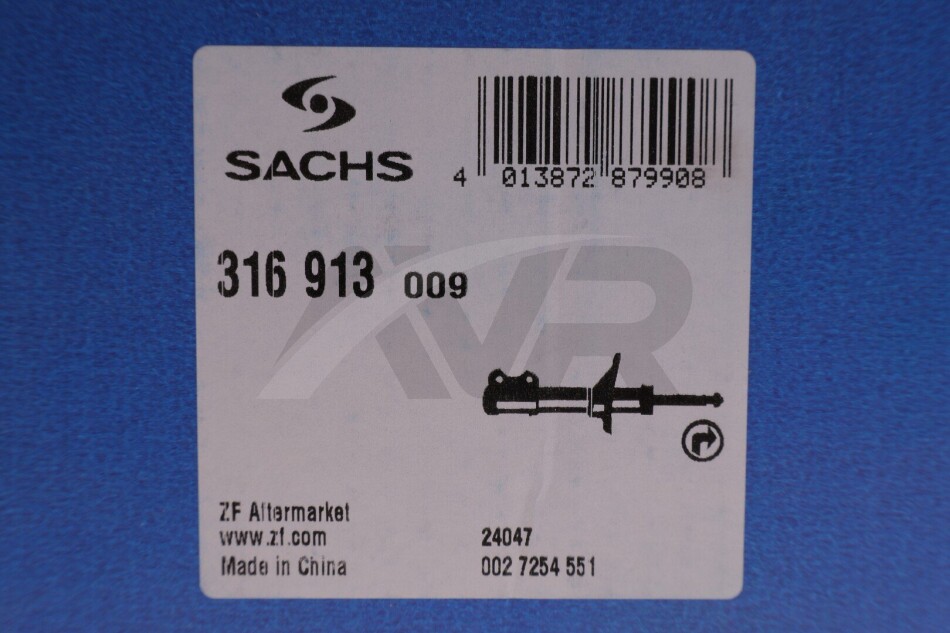 SACHS
4 013872 879908
316 913 009
AVR
ZF Aftermarket
www.zf.com
Made in China
24047
002 7254 551